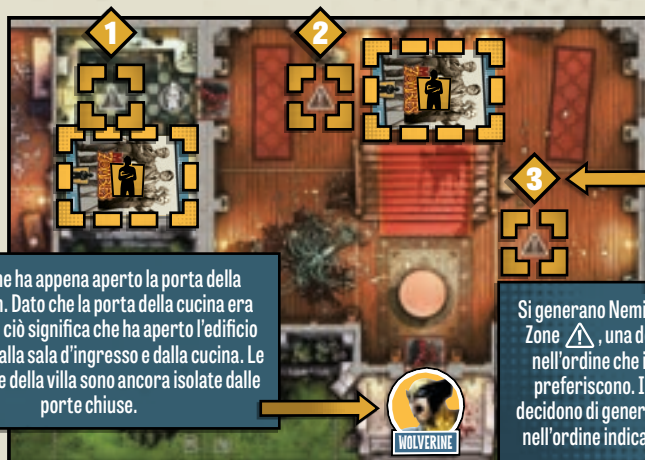 1
2
3
ha appena aperto la porta della
Dato che la porta della cucina era
ciò significa che ha aperto l'edificio
alla sala d'ingresso e dalla cucina. Le
della villa sono ancora isolate dalle
porte chiuse.
WOLVERINE
Si generano Nemi
Zone ⚠, una d
nell'ordine che i
preferiscono. I
decidono di gener
nell'ordine indica